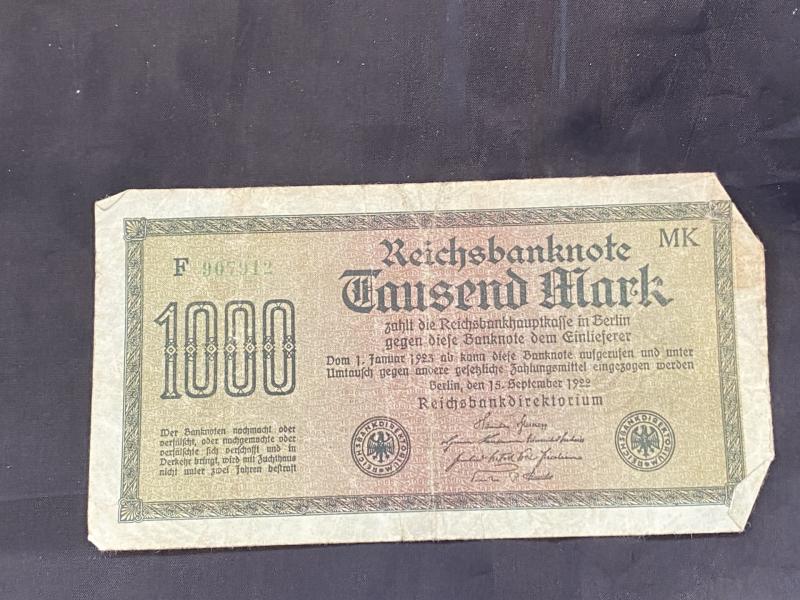 MK
F 907912
Reichsbanknote
Tausend Mark
1000
zahlt die Reichsbankhauptkasse in Berlin
gegen diese Banknote dem Einlieferer
Vom 1. Januar 1923 ab kann diese Banknote aufgerufen und unter
Umtausch gegen andere gesetzliche Zahlungsmittel eingezogen werden
Berlin, den 15. September 1922
Reichsbankdirektorium
Wer Banknoten nachmacht oder
verfälscht, oder nachgemachte oder
verfälschte sich verschafft und in
Verkehr bringt, wird mit Zuchthaus
nicht unter zwei Jahren bestraft
REICHSBANKDIREKTORIUM
REICHSBANKDIREKTORIUM